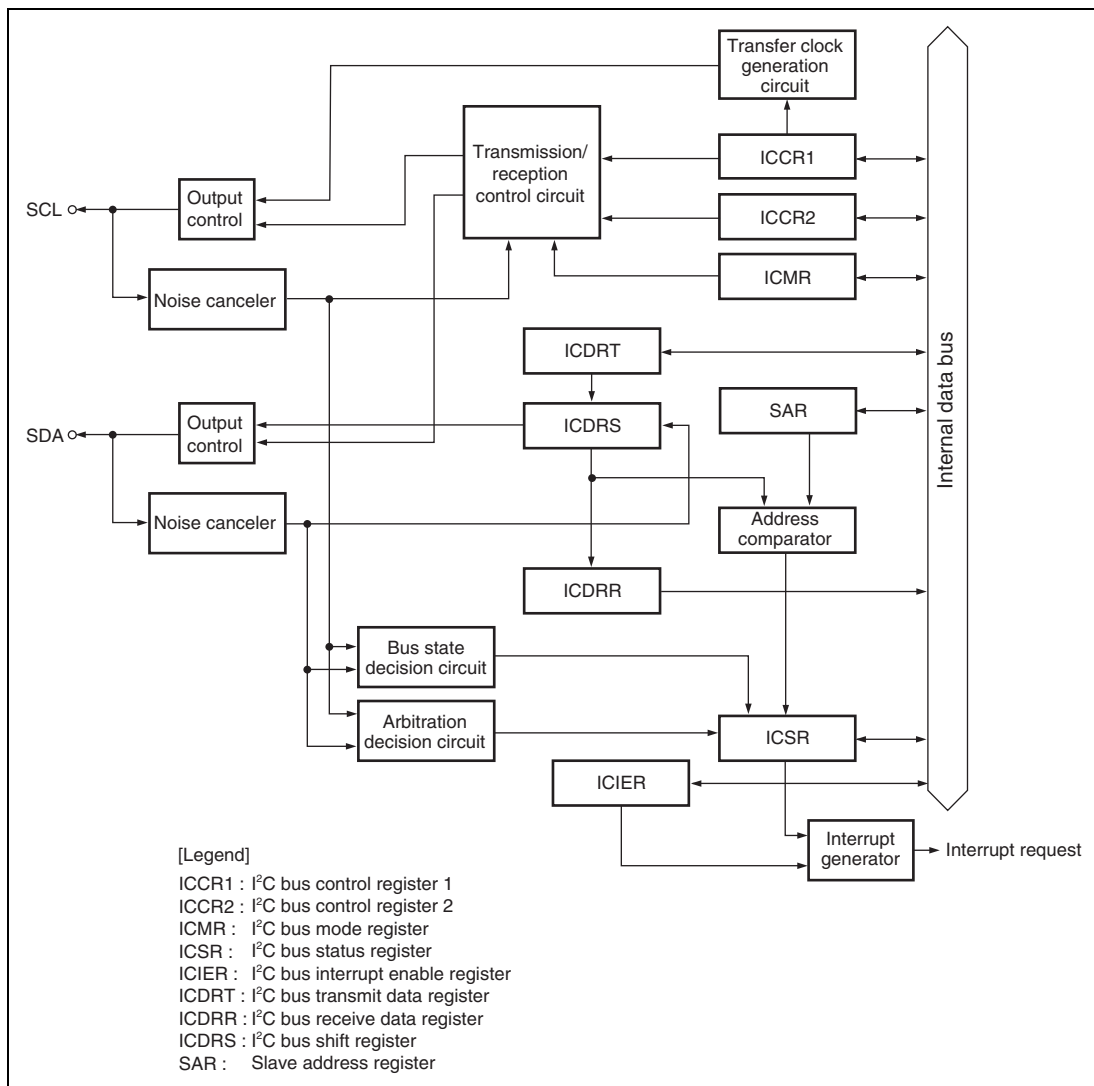 Transfer clock
generation
circuit
Transmission/
reception
control circuit
ICCR1
SCL
Output
control
ICCR2
ICMR
Noise canceler
ICDRT
Internal data bus
SDA
Output
control
ICDRS
SAR
Noise canceler
Address
comparator
ICDRR
Bus state
decision circuit
Arbitration
decision circuit
ICSR
ICIER
Interrupt
generator
Interrupt request
[Legend]
ICCR1 : I²C bus control register 1
ICCR2 : I²C bus control register 2
ICMR : I²C bus mode register
ICSR : I²C bus status register
ICIER : I²C bus interrupt enable register
ICDRT : I²C bus transmit data register
ICDRR : I²C bus receive data register
ICDRS : I²C bus shift register
SAR : Slave address register